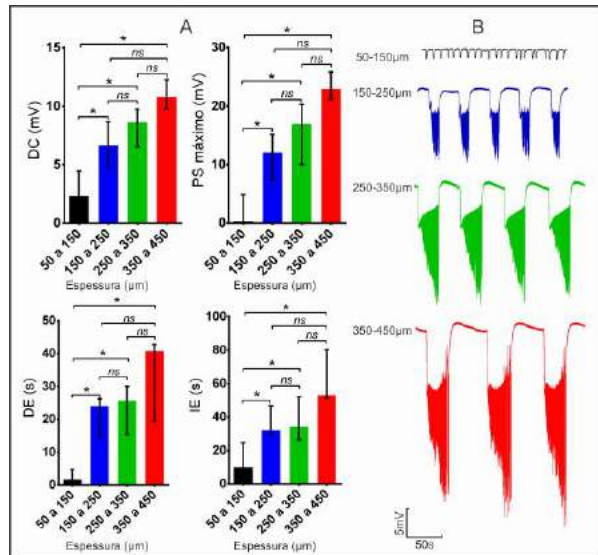 A
B
DC (mV)
15
10
5
0
*
ns
*
ns
*
ns
50 a 150
150 a 250
250 a 350
350 a 450
Espessura (µm)
PS máximo (mV)
30
20
10
0
*
ns
*
ns
*
ns
50 a 150
150 a 250
250 a 350
350 a 450
Espessura (µm)
DE (s)
50
40
30
20
10
0
*
ns
*
ns
*
ns
50 a 150
150 a 250
250 a 350
350 a 450
Espessura (µm)
IE (s)
100
80
60
40
20
0
*
ns
*
ns
*
ns
50 a 150
150 a 250
250 a 350
350 a 450
Espessura (µm)
50-150µm
150-250µm
250-350µm
350-450µm
5mV
50s